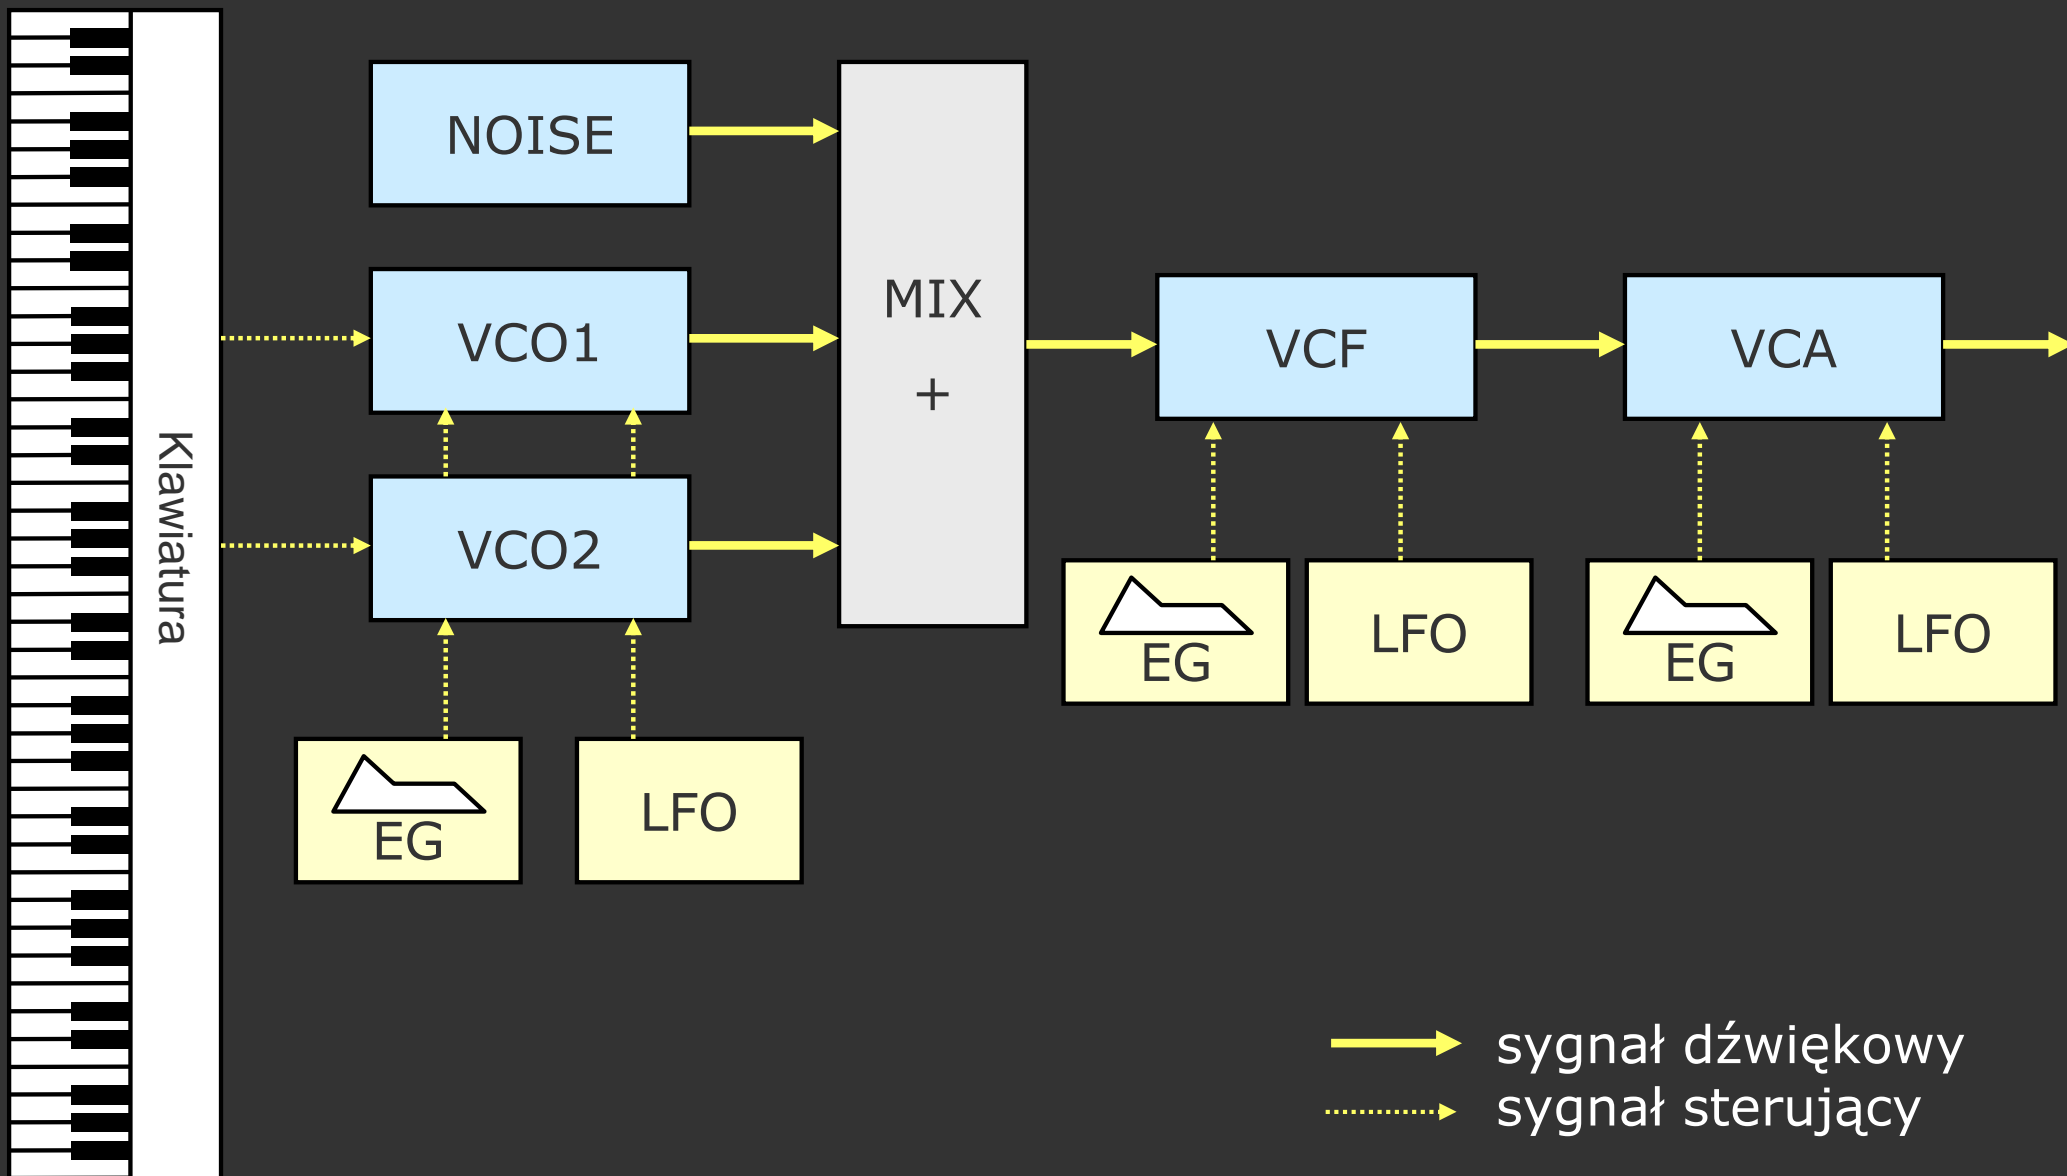 Klawiatura
NOISE
VCO1
VCO2
EG
LFO
MIX
+
VCF
VCA
EG
LFO
EG
LFO
sygnał dźwiękowy
sygnał sterujący